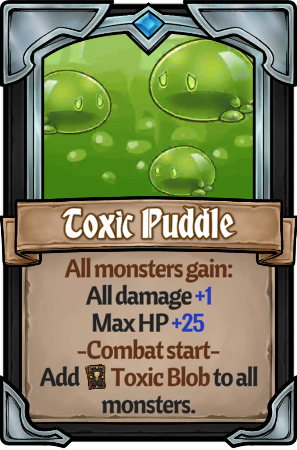 Toxic Puddle
All monsters gain:
All damage +1
Max HP +25
-Combat start-
Add Toxic Blob to all
monsters.